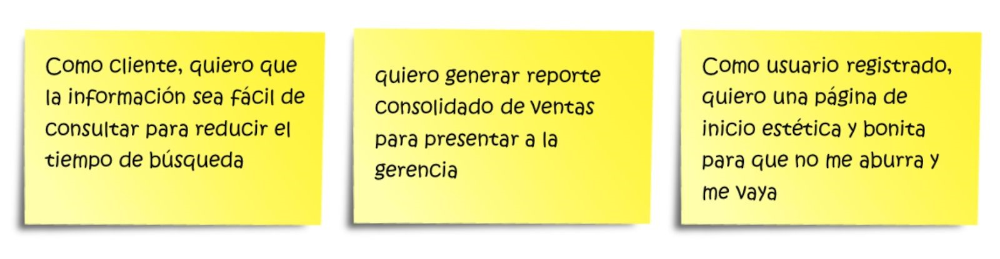 Como cliente, quiero que
la información sea fácil de
consultar para reducir el
tiempo de búsqueda
quiero generar reporte
consolidado de ventas
para presentar a la
gerencia
Como usuario registrado,
quiero una página de
inicio estética y bonita
para que no me aburra y
me vaya